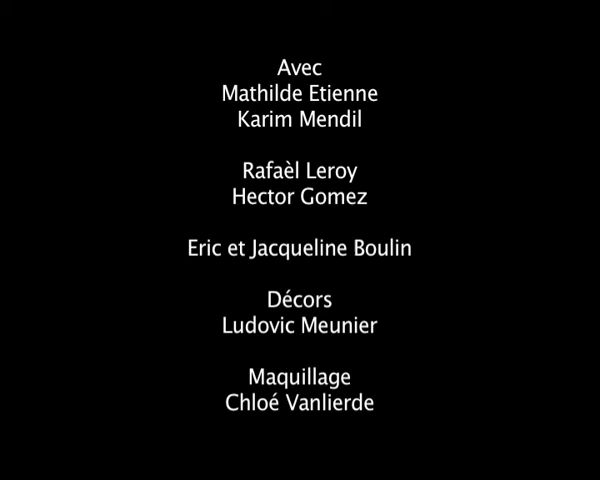 Avec
Mathilde Etienne
Karim Mendil
Rafaèl Leroy
Hector Gomez
Eric et Jacqueline Boulin
Décors
Ludovic Meunier
Maquillage
Chloé Vanlierde